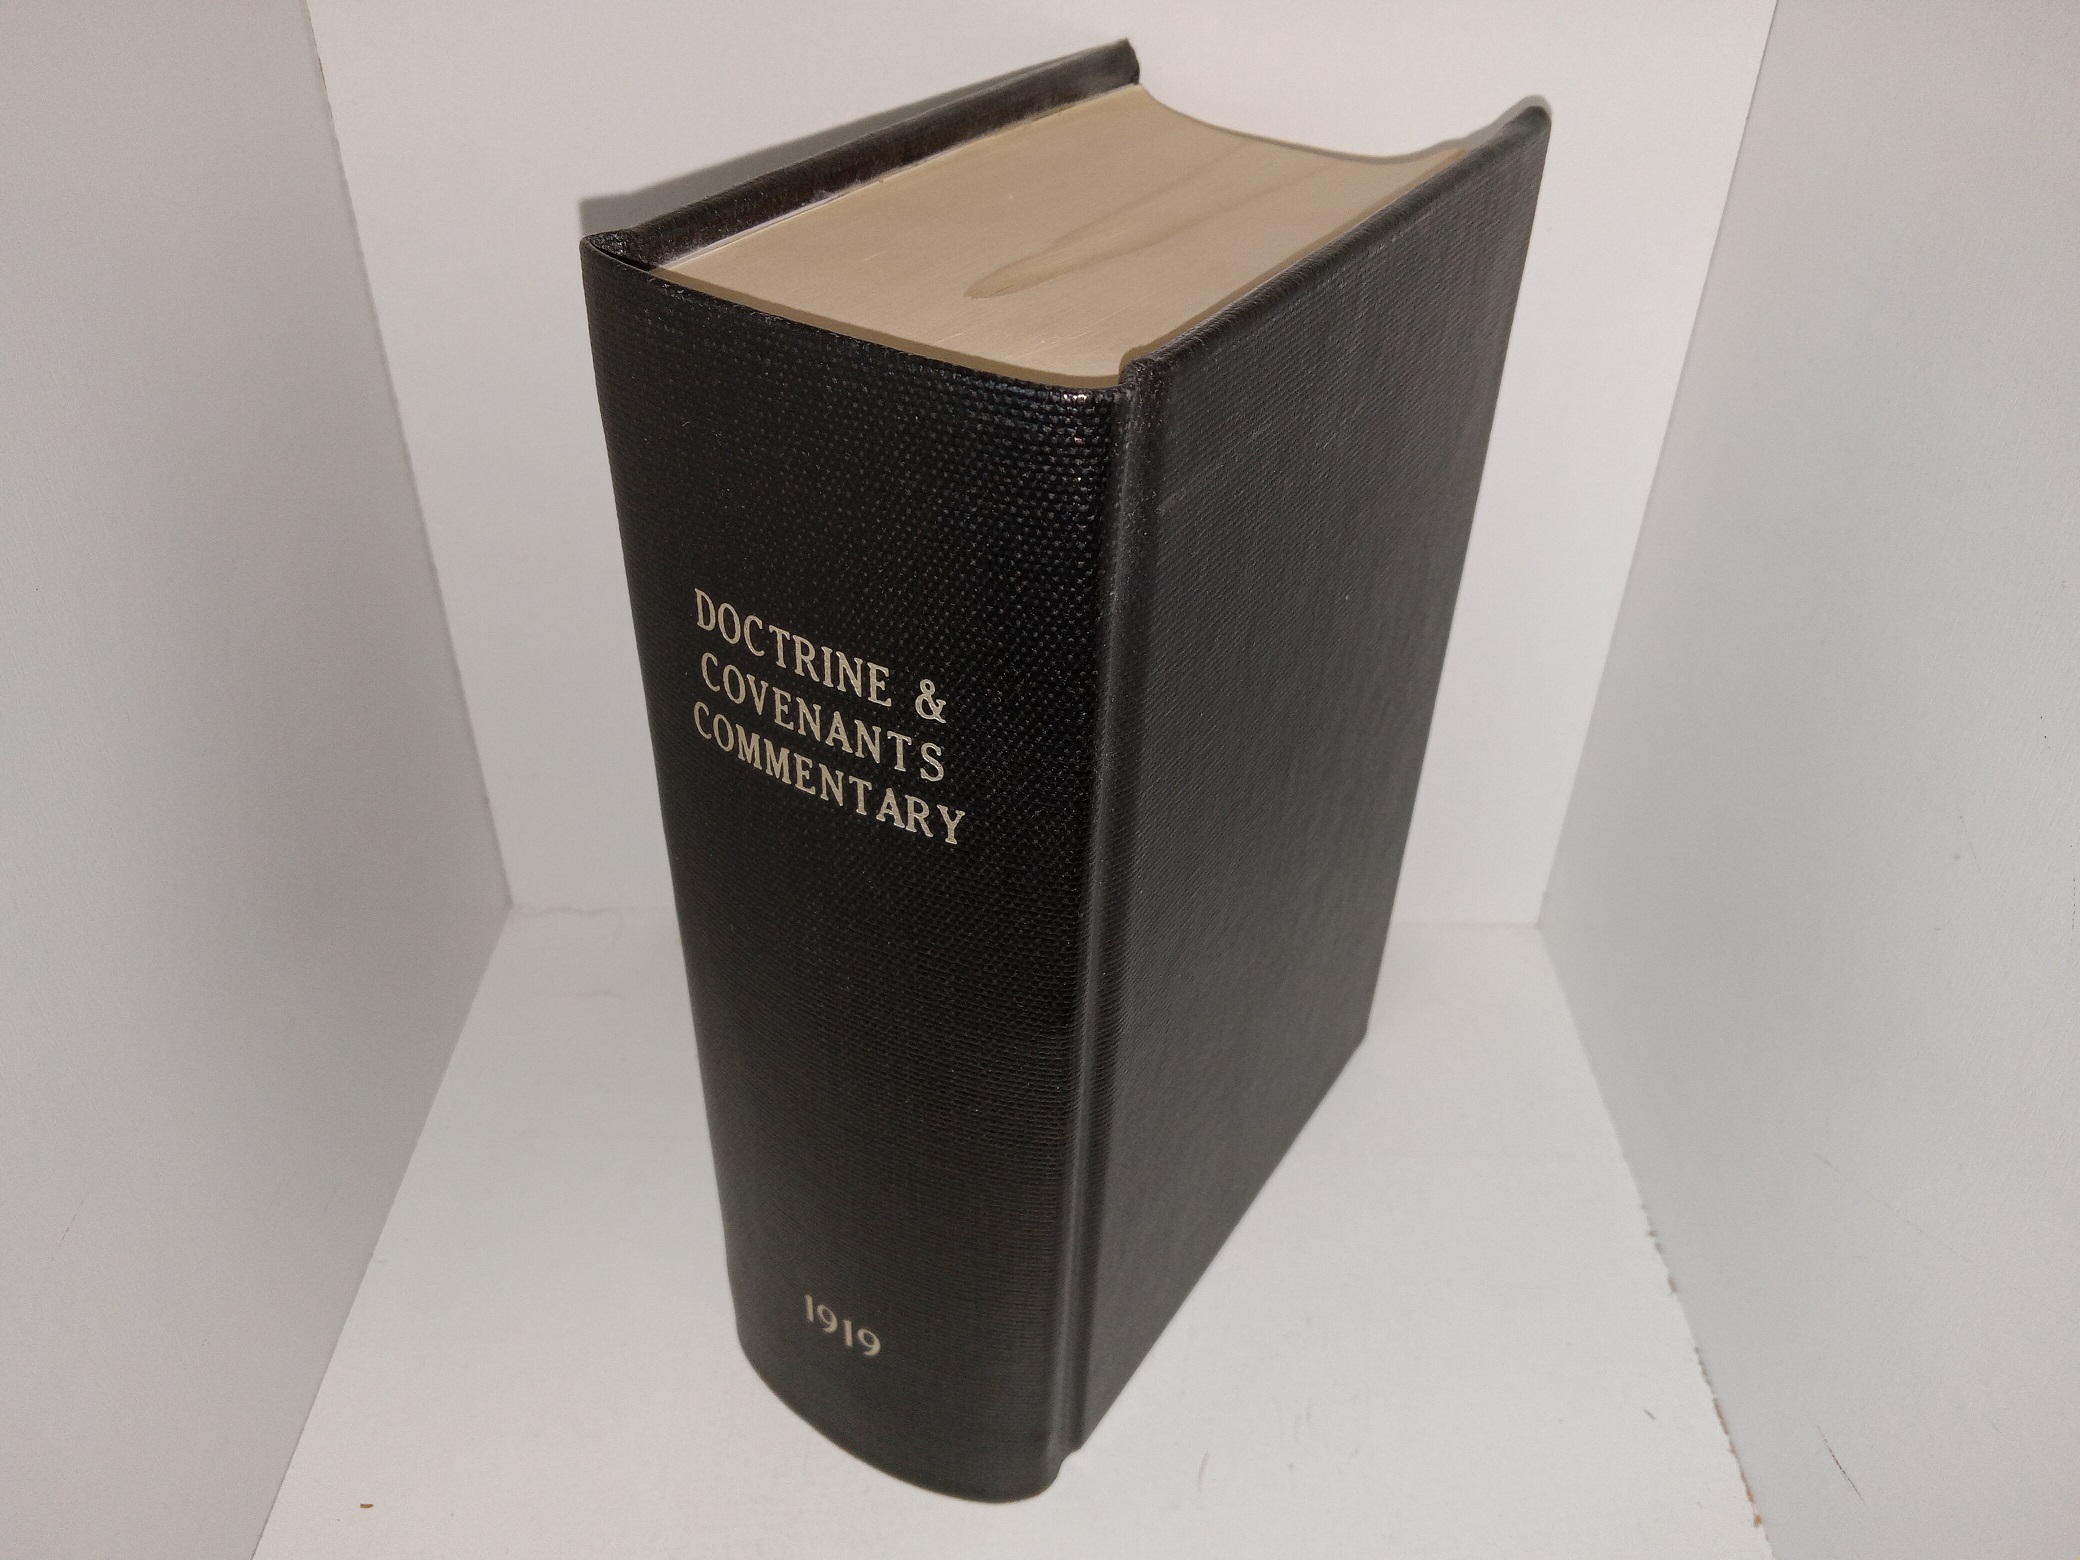 DOCTRINE &
COVENANTS
COMMENTARY
1919